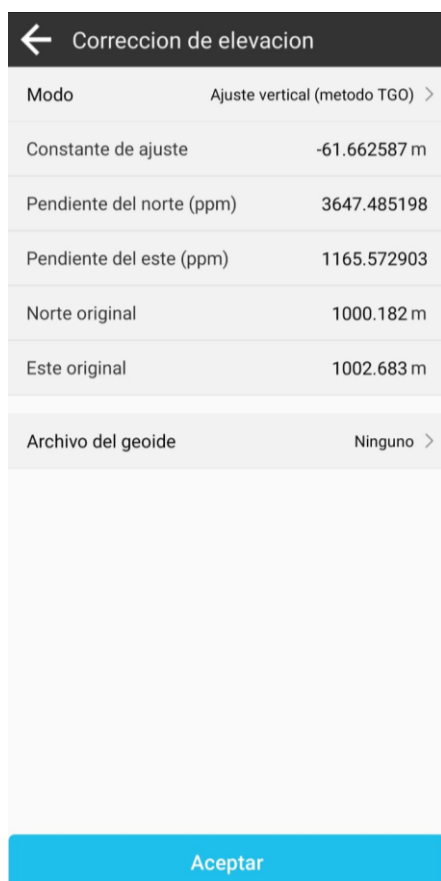 Correccion de elevacion
Modo Ajuste vertical (metodo TGO)
Constante de ajuste -61.662587 m
Pendiente del norte (ppm) 3647.485198
Pendiente del este (ppm) 1165.572903
Norte original 1000.182 m
Este original 1002.683 m
Archivo del geoide Ninguno
Aceptar